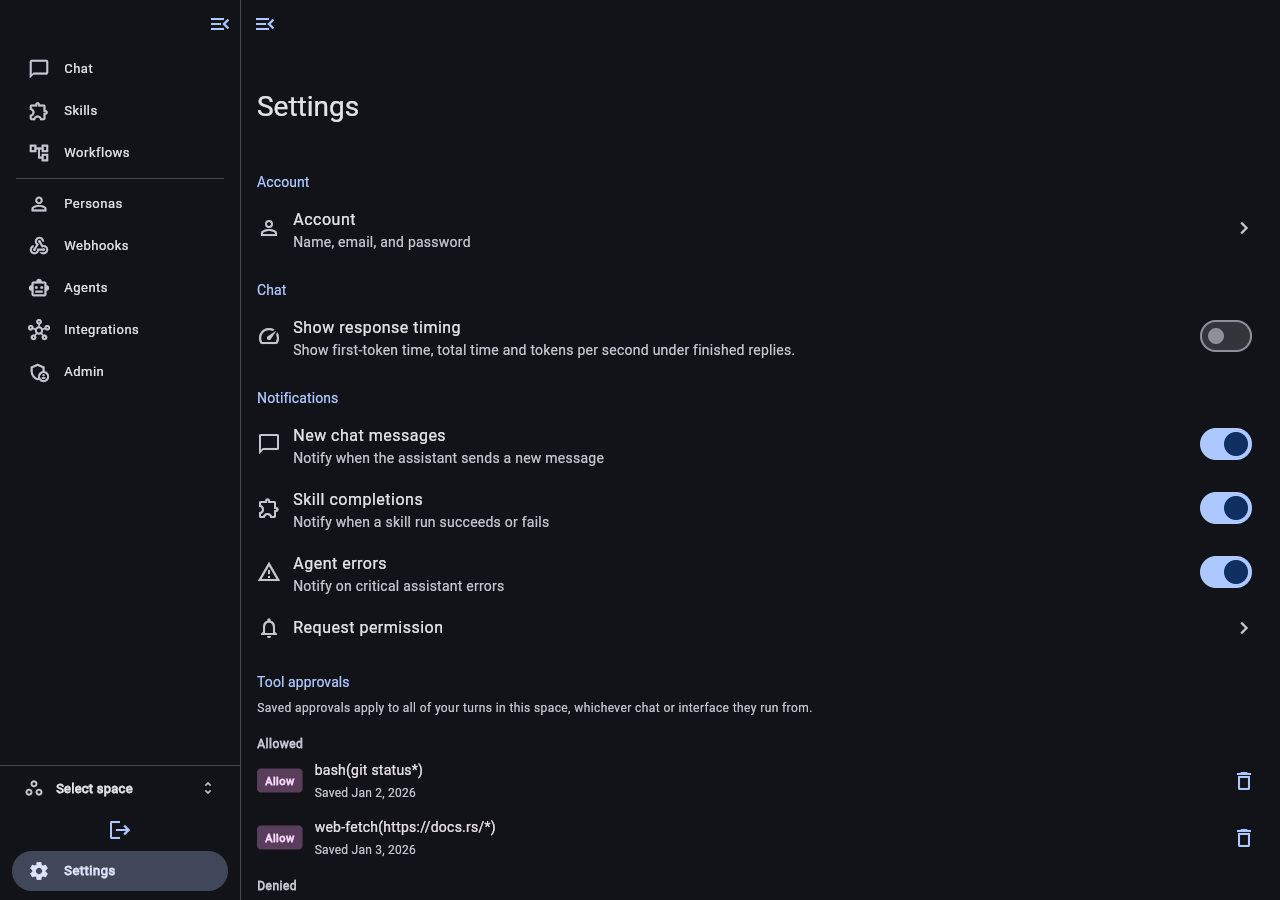 Chat
Skills
Workflows
Personas
Webhooks
Agents
Integrations
Admin
Select space
Settings
Settings
Account
Account
Name, email, and password
Chat
Show response timing
Show first-token time, total time and tokens per second under finished replies.
Notifications
New chat messages
Notify when the assistant sends a new message
Skill completions
Notify when a skill run succeeds or fails
Agent errors
Notify on critical assistant errors
Request permission
Tool approvals
Saved approvals apply to all of your turns in this space, whichever chat or interface they run from.
Allowed
Allow
bash(git status*)
Saved Jan 2, 2026
Allow
web-fetch(https://docs.rs/*)
Saved Jan 3, 2026
Denied